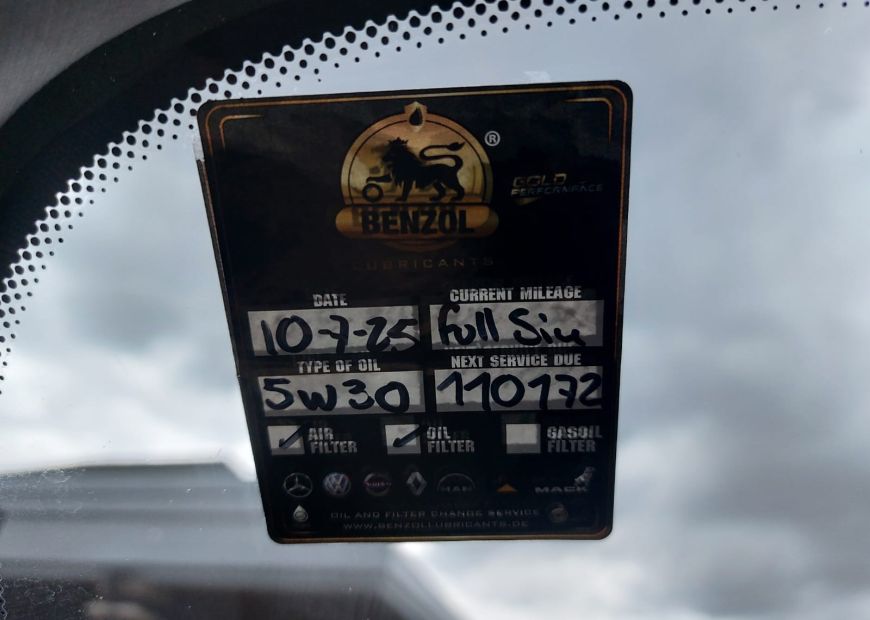 ®
GOLD
PERFORMANCE
BENZOL
LUBRICANTS
DATE CURRENT MILEAGE
10-7-25 Full Sin
TYPE OF OIL NEXT SERVICE DUE
5W30 110172
AIR FILTER OIL FILTER GASOIL FILTER
MAN MACK
OIL AND FILTER CHANGE SERVICE
WWW.BENZOLLUBRICANTS.DE